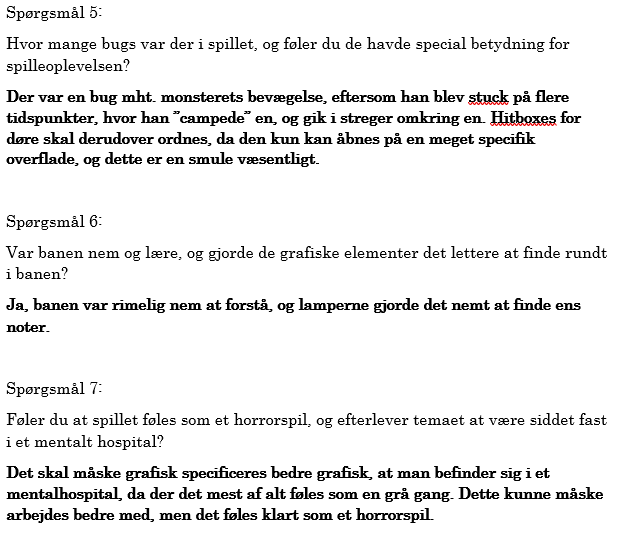 Spørgsmål 5:
Hvor mange bugs var der i spillet, og føler du de havde special betydning for
spilleoplevelsen?
Der var en bug mht. monsterets bevægelse, eftersom han blev stuck på flere
tidspunkter, hvor han ”campede” en, og gik i streger omkring en. Hitboxes for
døre skal derudover ordnes, da den kun kan åbnes på en meget specifik
overflade, og dette er en smule væsentligt.
Spørgsmål 6:
Var banen nem og lære, og gjorde de grafiske elementer det lettere at finde rundt
i banen?
Ja, banen var rimelig nem at forstå, og lamperne gjorde det nemt at finde ens
noter.
Spørgsmål 7:
Føler du at spillet føles som et horrorspil, og efterlever temaet at være siddet fast
i et mentalt hospital?
Det skal måske grafisk specificeres bedre grafisk, at man befinder sig i et
mentalhospital, da der det mest af alt føles som en grå gang. Dette kunne måske
arbejdes bedre med, men det føles klart som et horrorspil.